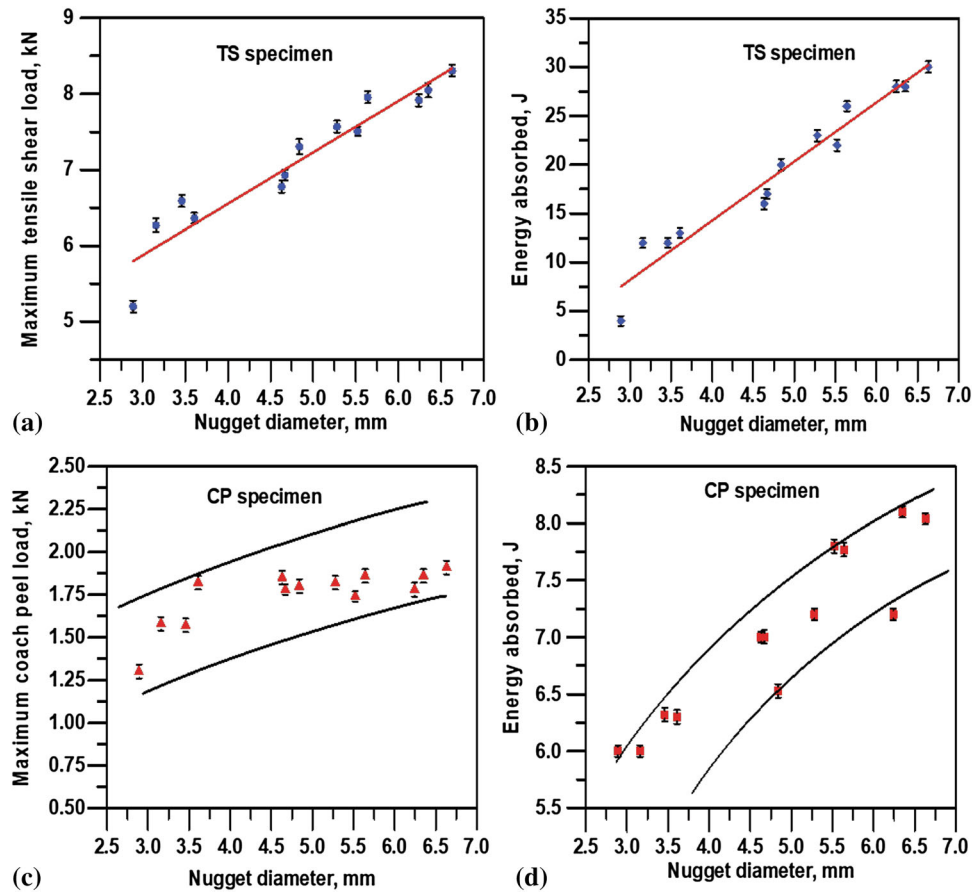 9
8
7
6
5
Maximum tensile shear load, kN
TS specimen
2.5 3.0 3.5 4.0 4.5 5.0 5.5 6.0 6.5 7.0
Nugget diameter, mm
(a)
35
30
25
20
15
10
5
0
Energy absorbed, J
TS specimen
2.5 3.0 3.5 4.0 4.5 5.0 5.5 6.0 6.5 7.0
Nugget diameter, mm
(b)
2.50
2.25
2.00
1.75
1.50
1.25
1.00
0.75
0.50
Maximum coach peel load, kN
CP specimen
2.5 3.0 3.5 4.0 4.5 5.0 5.5 6.0 6.5 7.0
Nugget diameter, mm
(c)
8.5
8.0
7.5
7.0
6.5
6.0
5.5
Energy absorbed, J
CP specimen
2.5 3.0 3.5 4.0 4.5 5.0 5.5 6.0 6.5 7.0
Nugget diameter, mm
(d)